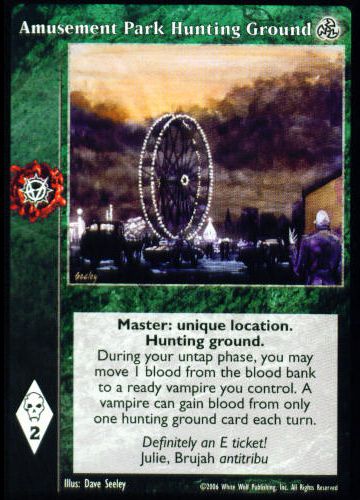 Amusement Park Hunting Ground
Seeley
Master: unique location.
Hunting ground.
During your untap phase, you may
move 1 blood from the blood bank
to a ready vampire you control. A
vampire can gain blood from only
one hunting ground card each turn.
Definitely an E ticket!
Julie, Brujah antitribu
2
Illus: Dave Seeley
©2006 White Wolf Publishing, Inc. All Rights Reserved.